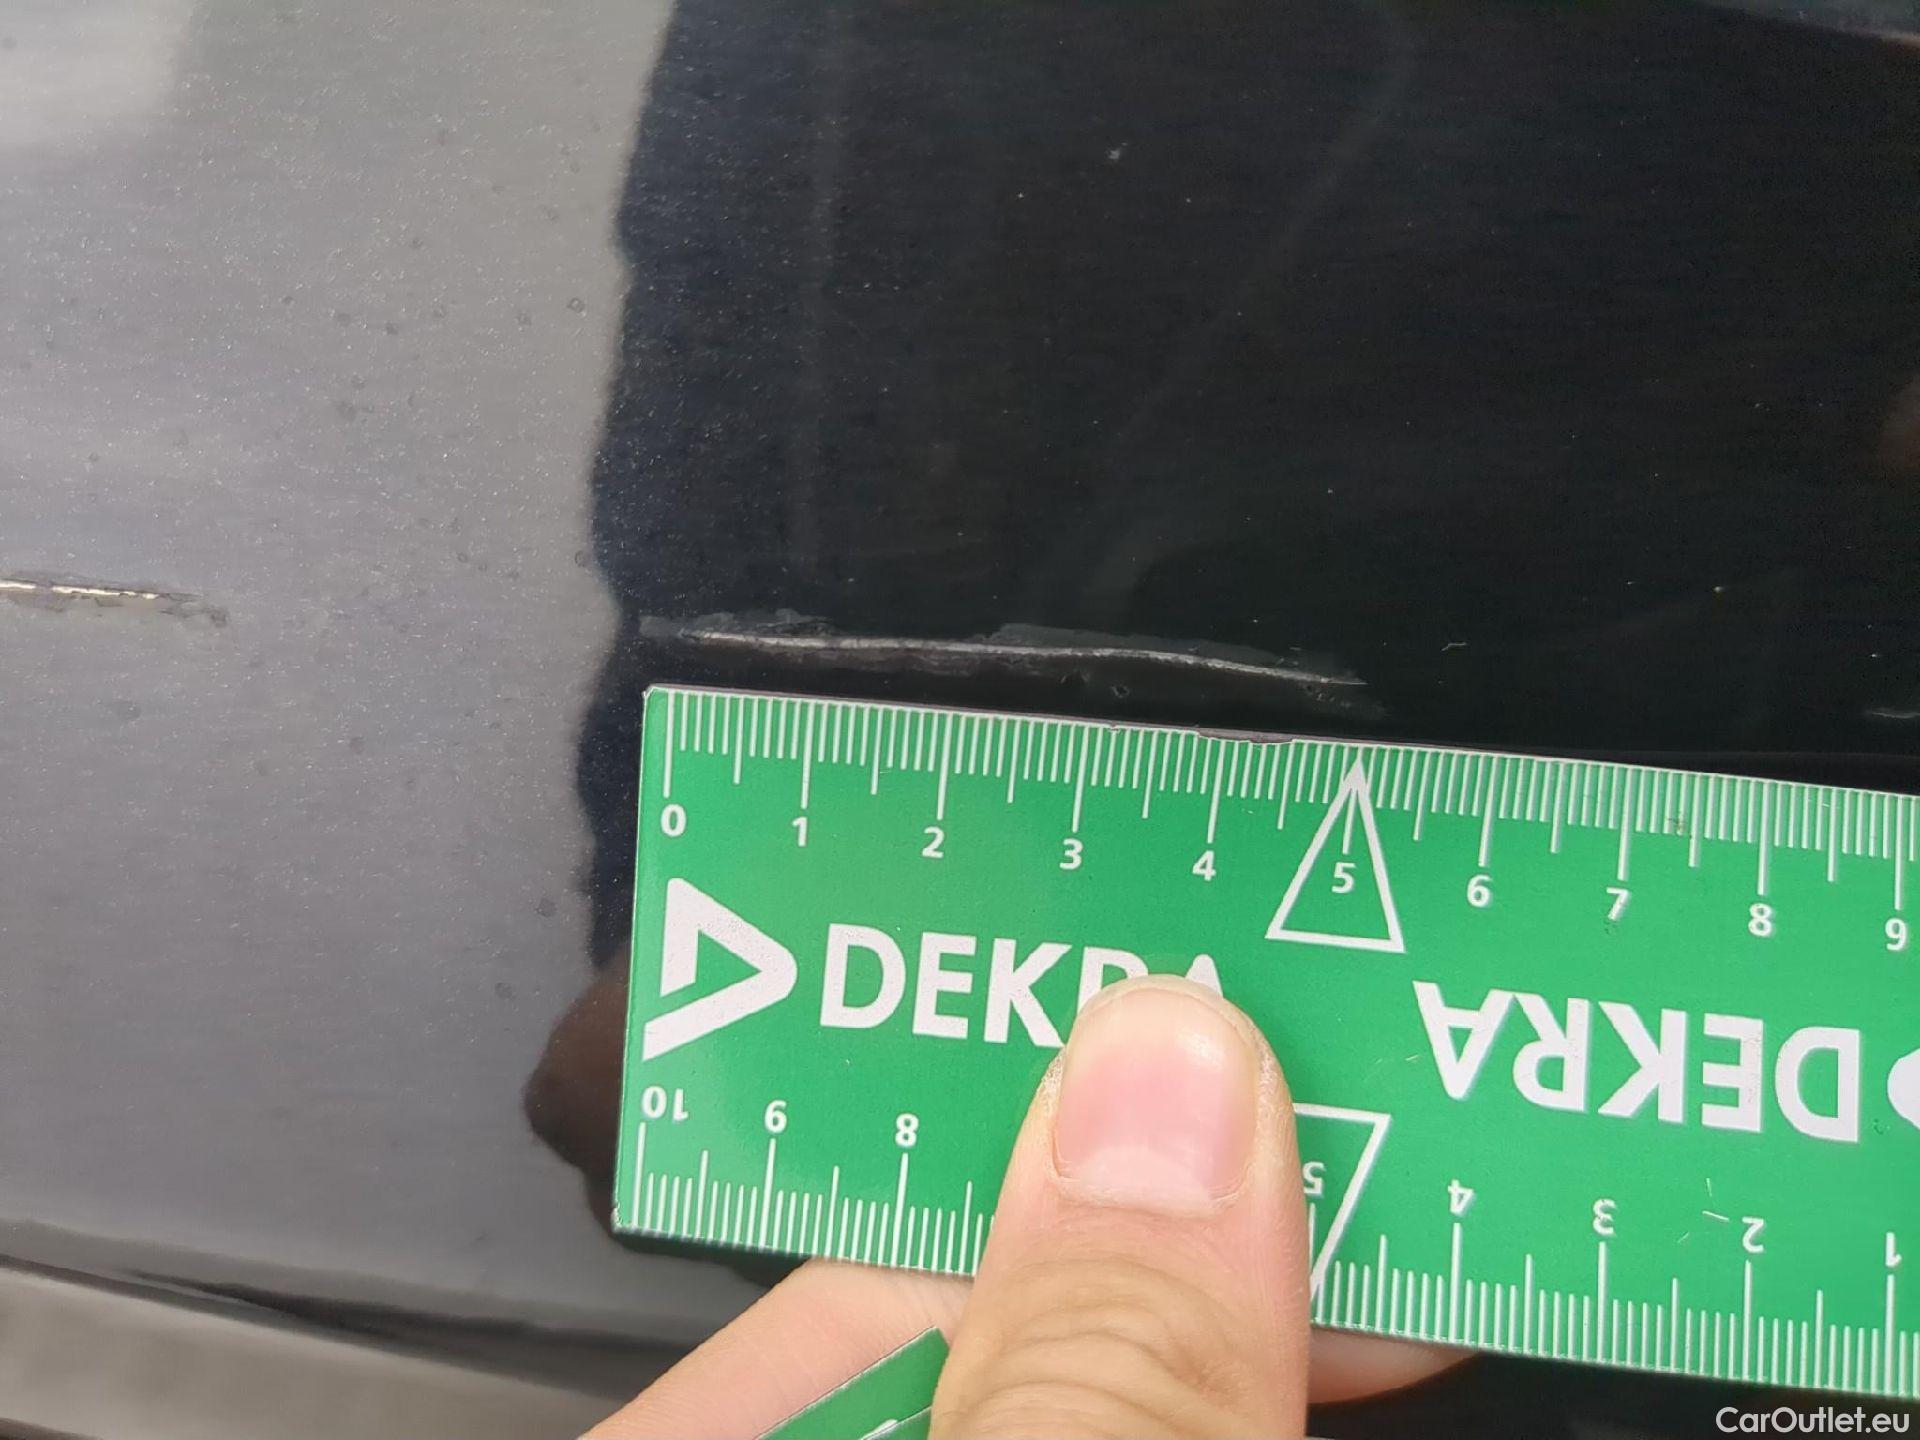 0 1 2 3 4 5 6 7 8 9
DEKRA
DEKRA
10 9 8 5 4 3 2 1
CarOutlet.eu